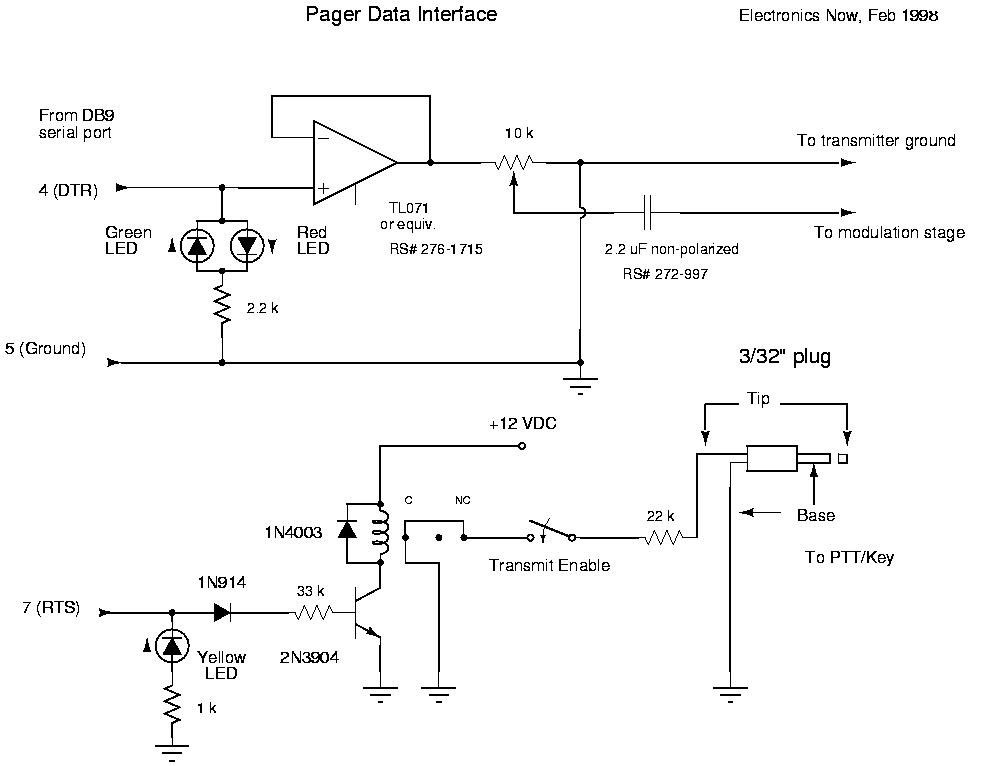 Pager Data Interface
Electronics Now, Feb 1998
From DB9
serial port
4 (DTR)
Green
LED
Red
LED
2.2 k
−
+
TL071
or equiv.
RS# 276-1715
10 k
To transmitter ground
To modulation stage
2.2 uF non-polarized
RS# 272-997
5 (Ground)
3/32" plug
Tip
+12 VDC
C
NC
1N4003
22 k
Base
Transmit Enable
To PTT/Key
1N914
33 k
7 (RTS)
Yellow
LED
2N3904
1 k